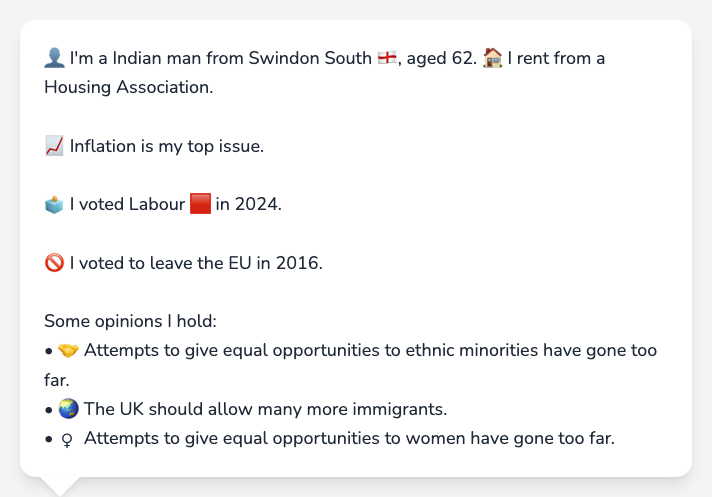 👤 I'm a Indian man from Swindon South 🏴󠁧󠁢󠁥󠁮󠁧󠁿, aged 62. 🏠 I rent from a
Housing Association.
📈 Inflation is my top issue.
🗳️ I voted Labour 🟥 in 2024.
🚫 I voted to leave the EU in 2016.
Some opinions I hold:
• 🤝 Attempts to give equal opportunities to ethnic minorities have gone too
far.
• 🌏 The UK should allow many more immigrants.
• ♀ Attempts to give equal opportunities to women have gone too far.